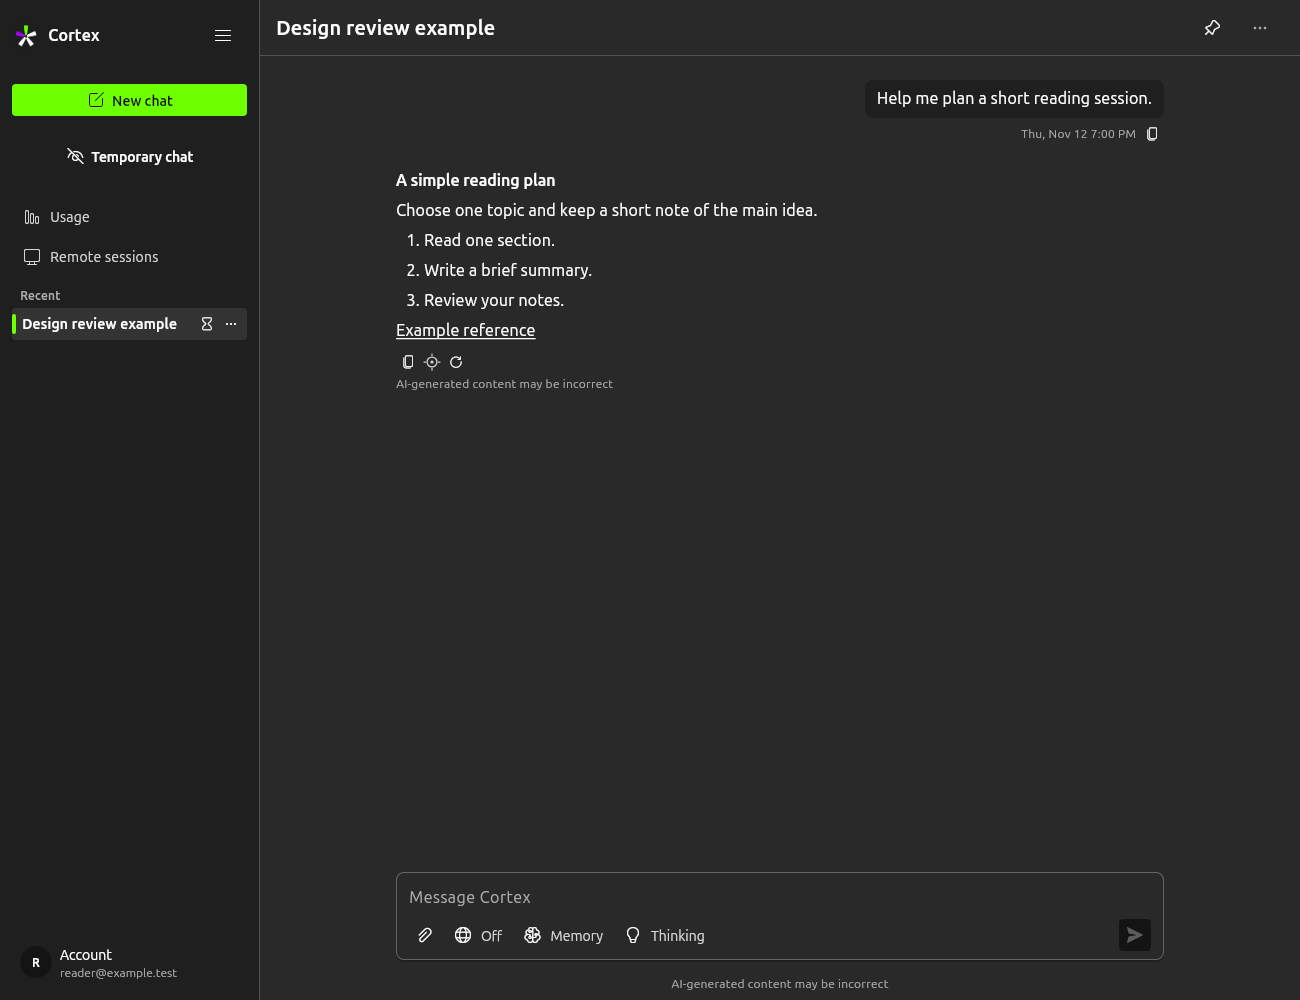 Cortex
New chat
Temporary chat
Usage
Remote sessions
Recent
Design review example
R
Account
reader@example.test
Design review example
Help me plan a short reading session.
Thu, Nov 12 7:00 PM
A simple reading plan
Choose one topic and keep a short note of the main idea.
1. Read one section.
2. Write a brief summary.
3. Review your notes.
Example reference
AI-generated content may be incorrect
Message Cortex
Off Memory Thinking
AI-generated content may be incorrect